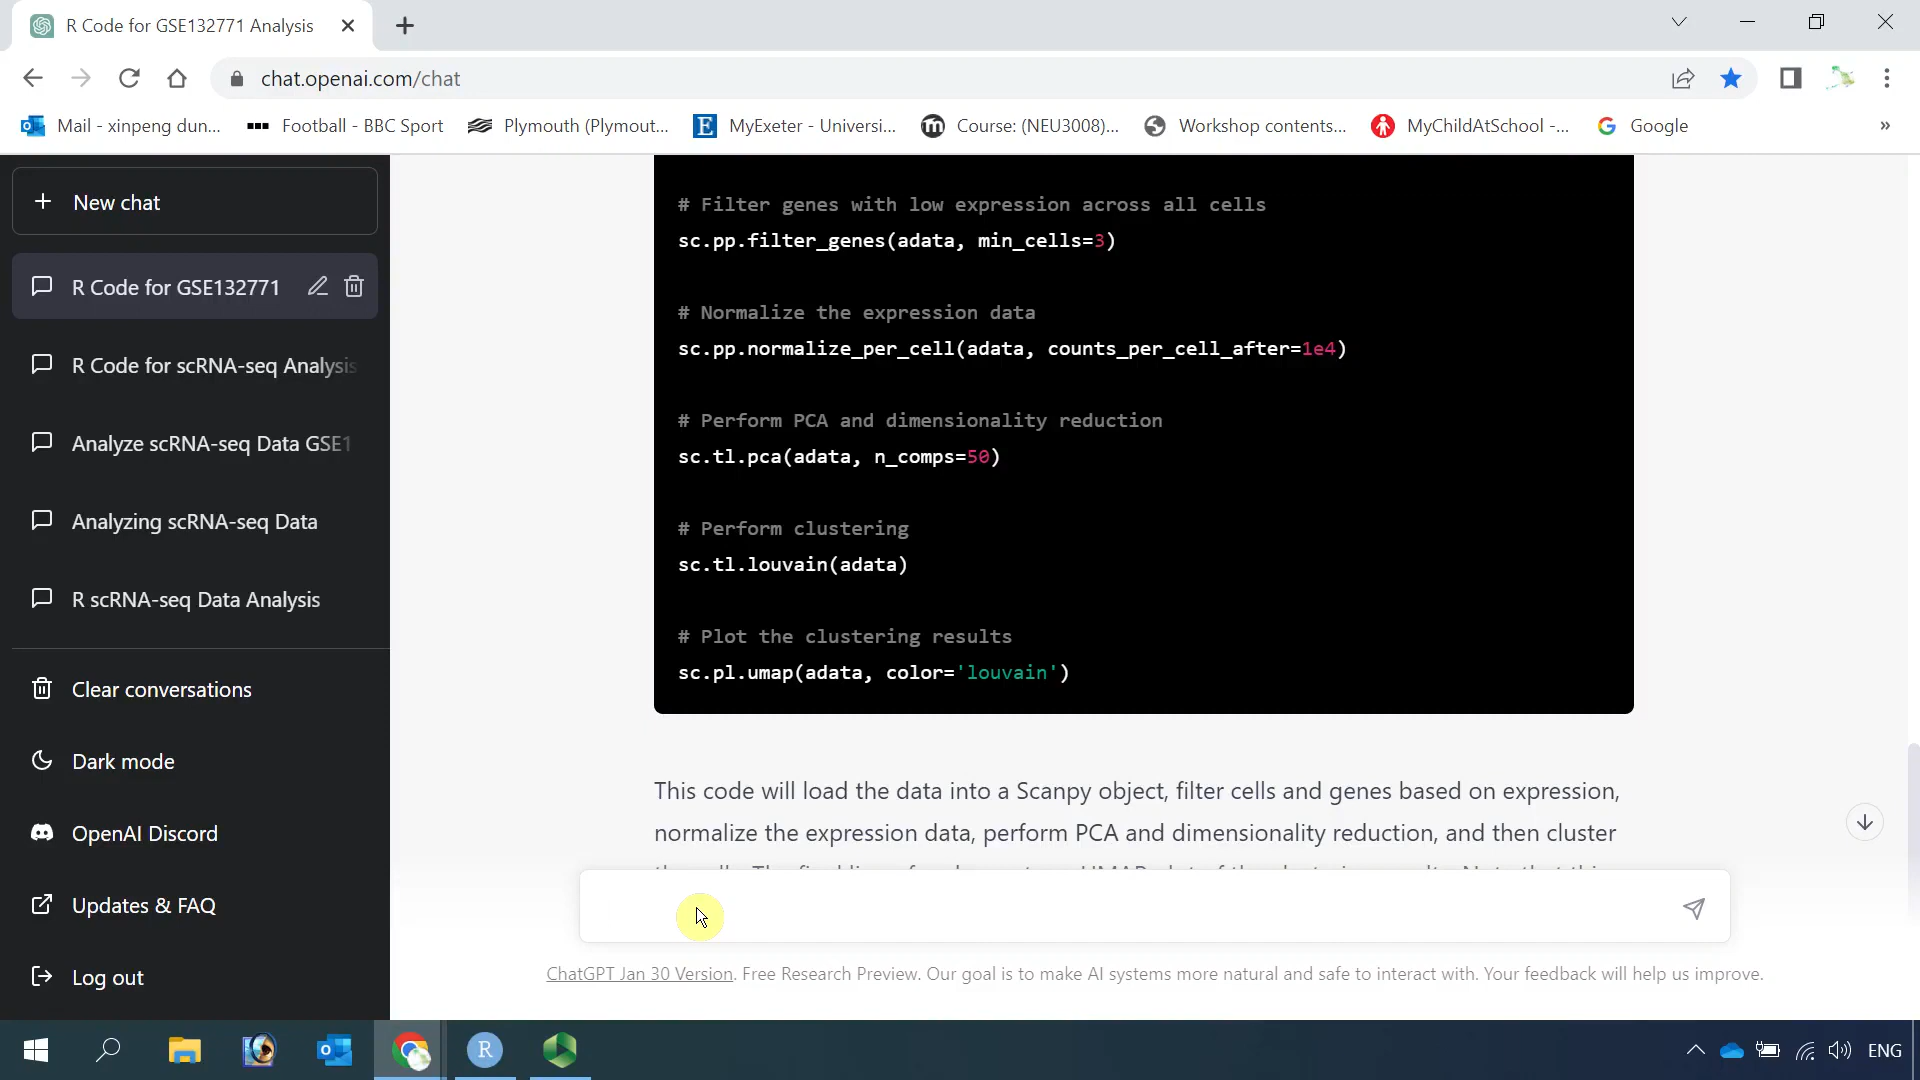 R Code for GSE132771 Analysis
chat.openai.com/chat
Mail - xinpeng dun...
Football - BBC Sport
Plymouth (Plymout...
MyExeter - Universi...
Course: (NEU3008)...
Workshop contents...
MyChildAtSchool -...
Google
New chat
R Code for GSE132771
R Code for scRNA-seq Analysis
Analyze scRNA-seq Data GSE1
Analyzing scRNA-seq Data
R scRNA-seq Data Analysis
Clear conversations
Dark mode
OpenAI Discord
Updates & FAQ
Log out
# Filter genes with low expression across all cells
sc.pp.filter_genes(adata, min_cells=3)
# Normalize the expression data
sc.pp.normalize_per_cell(adata, counts_per_cell_after=1e4)
# Perform PCA and dimensionality reduction
sc.tl.pca(adata, n_comps=50)
# Perform clustering
sc.tl.louvain(adata)
# Plot the clustering results
sc.pl.umap(adata, color='louvain')
This code will load the data into a Scanpy object, filter cells and genes based on expression,
normalize the expression data, perform PCA and dimensionality reduction, and then cluster
ChatGPT Jan 30 Version. Free Research Preview. Our goal is to make AI systems more natural and safe to interact with. Your feedback will help us improve.
ENG